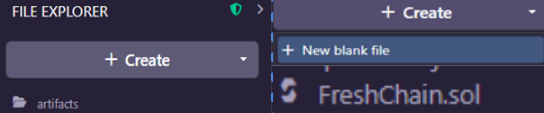 FILE EXPLORER
+ Create
artifacts
+ Create
+ New blank file
FreshChain.sol